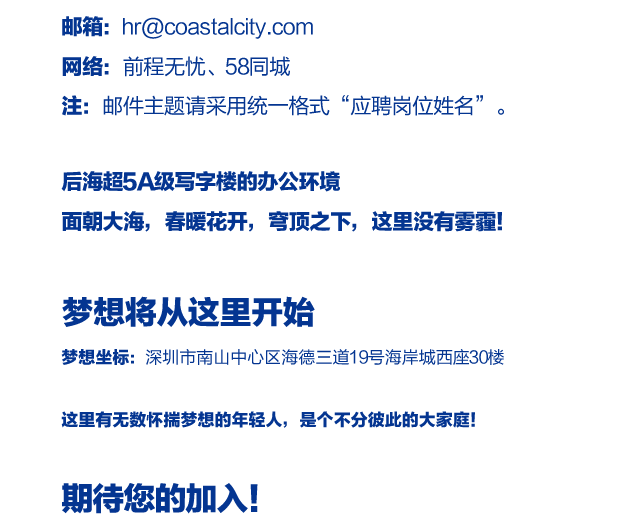 邮箱：hr@coastalcity.com
网络：前程无忧、58同城
注：邮件主题请采用统一格式“应聘岗位姓名”。
后海超5A级写字楼的办公环境
面朝大海，春暖花开，穹顶之下，这里没有雾霾！
梦想将从这里开始
梦想坐标：深圳市南山中心区海德三道19号海岸城西座30楼
这里有无数怀揣梦想的年轻人，是个不分彼此的大家庭！
期待您的加入！